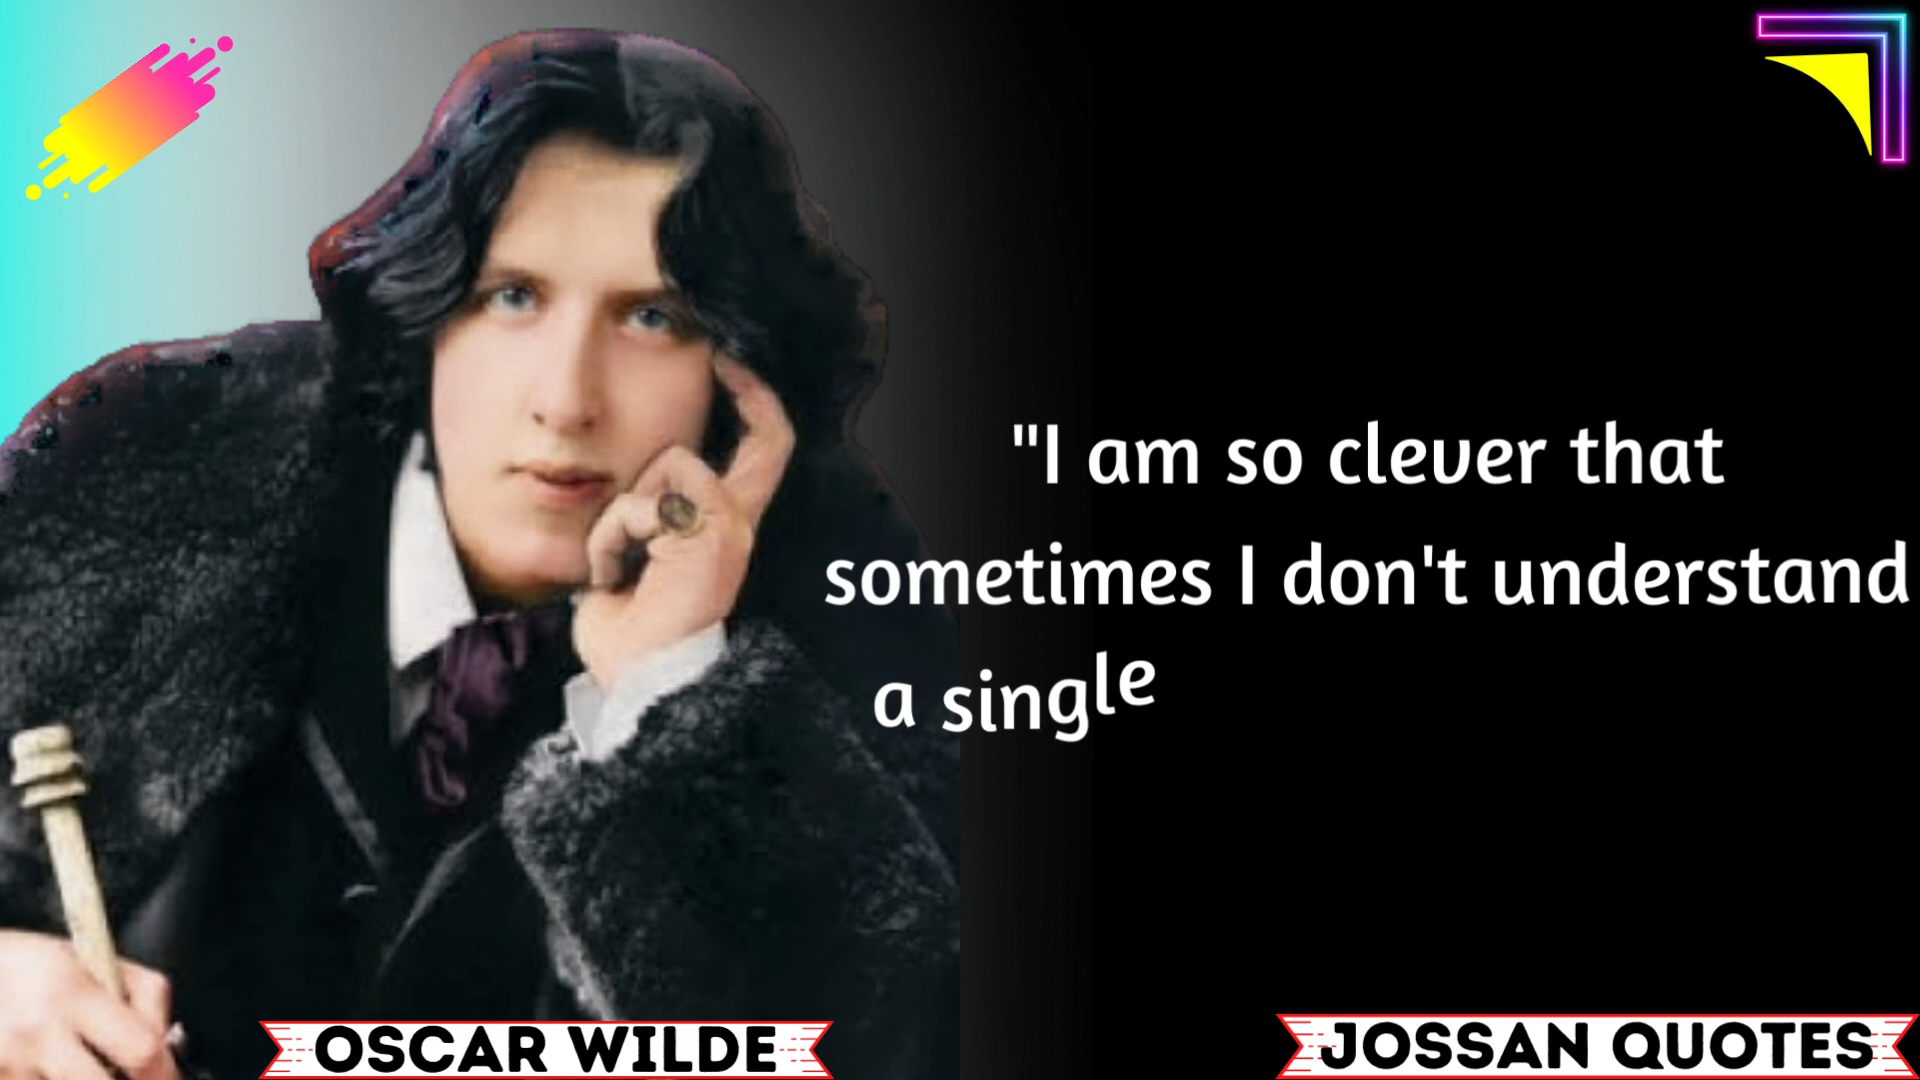 "I am so clever that
sometimes I don't understand
a single
OSCAR WILDE
JOSSAN QUOTES